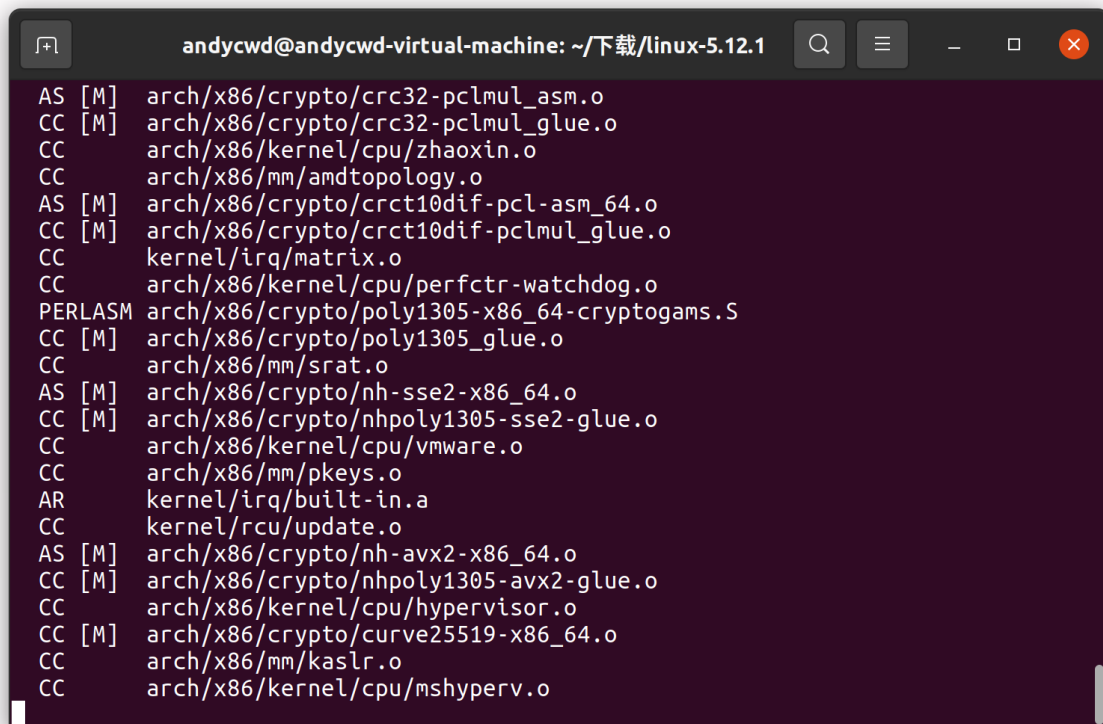 andycwd@andycwd-virtual-machine: ~/下载/linux-5.12.1
AS [M]  arch/x86/crypto/crc32-pclmul_asm.o
CC [M]  arch/x86/crypto/crc32-pclmul_glue.o
CC      arch/x86/kernel/cpu/zhaoxin.o
CC      arch/x86/mm/amdtopology.o
AS [M]  arch/x86/crypto/crct10dif-pcl-asm_64.o
CC [M]  arch/x86/crypto/crct10dif-pclmul_glue.o
CC      kernel/irq/matrix.o
CC      arch/x86/kernel/cpu/perfctr-watchdog.o
PERLASM arch/x86/crypto/poly1305-x86_64-cryptogams.S
CC [M]  arch/x86/crypto/poly1305_glue.o
CC      arch/x86/mm/srat.o
AS [M]  arch/x86/crypto/nh-sse2-x86_64.o
CC [M]  arch/x86/crypto/nhpoly1305-sse2-glue.o
CC      arch/x86/kernel/cpu/vmware.o
CC      arch/x86/mm/pkeys.o
AR      kernel/irq/built-in.a
CC      kernel/rcu/update.o
AS [M]  arch/x86/crypto/nh-avx2-x86_64.o
CC [M]  arch/x86/crypto/nhpoly1305-avx2-glue.o
CC      arch/x86/kernel/cpu/hypervisor.o
CC [M]  arch/x86/crypto/curve25519-x86_64.o
CC      arch/x86/mm/kaslr.o
CC      arch/x86/kernel/cpu/mshyperv.o